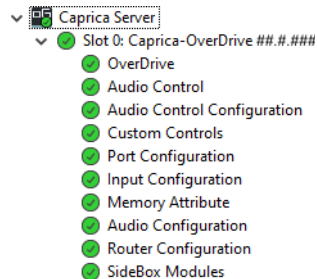 Caprica Server
Slot 0: Caprica-OverDrive ##.#.###
OverDrive
Audio Control
Audio Control Configuration
Custom Controls
Port Configuration
Input Configuration
Memory Attribute
Audio Configuration
Router Configuration
SideBox Modules